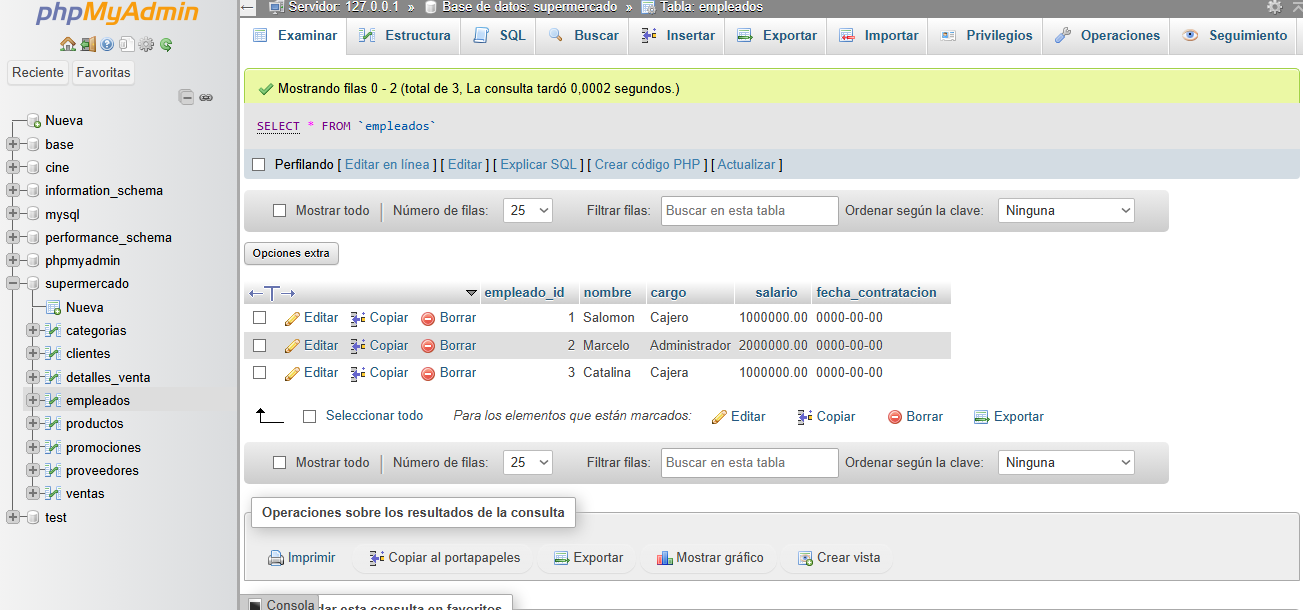 phpMyAdmin
Servidor: 127.0.0.1 » Base de datos: supermercado » Tabla: empleados
Examinar Estructura SQL Buscar Insertar Exportar Importar Privilegios Operaciones Seguimiento
Reciente Favoritas
Nueva
base
cine
information_schema
mysql
performance_schema
phpmyadmin
supermercado
Nueva
categorias
clientes
detalles_venta
empleados
productos
promociones
proveedores
ventas
test
Mostrando filas 0 - 2 (total de 3, La consulta tardó 0,0002 segundos.)
SELECT * FROM `empleados`
Perfilando [ Editar en línea ] [ Editar ] [ Explicar SQL ] [ Crear código PHP ] [ Actualizar ]
Mostrar todo | Número de filas: 25 Filtrar filas: Buscar en esta tabla Ordenar según la clave: Ninguna
Opciones extra
←T→ empleado_id nombre cargo salario fecha_contratacion
Editar Copiar Borrar 1 Salomon Cajero 1000000.00 0000-00-00
Editar Copiar Borrar 2 Marcelo Administrador 2000000.00 0000-00-00
Editar Copiar Borrar 3 Catalina Cajera 1000000.00 0000-00-00
Seleccionar todo Para los elementos que están marcados: Editar Copiar Borrar Exportar
Mostrar todo | Número de filas: 25 Filtrar filas: Buscar en esta tabla Ordenar según la clave: Ninguna
Operaciones sobre los resultados de la consulta
Imprimir Copiar al portapapeles Exportar Mostrar gráfico Crear vista
Consola
esta consulta en favoritos